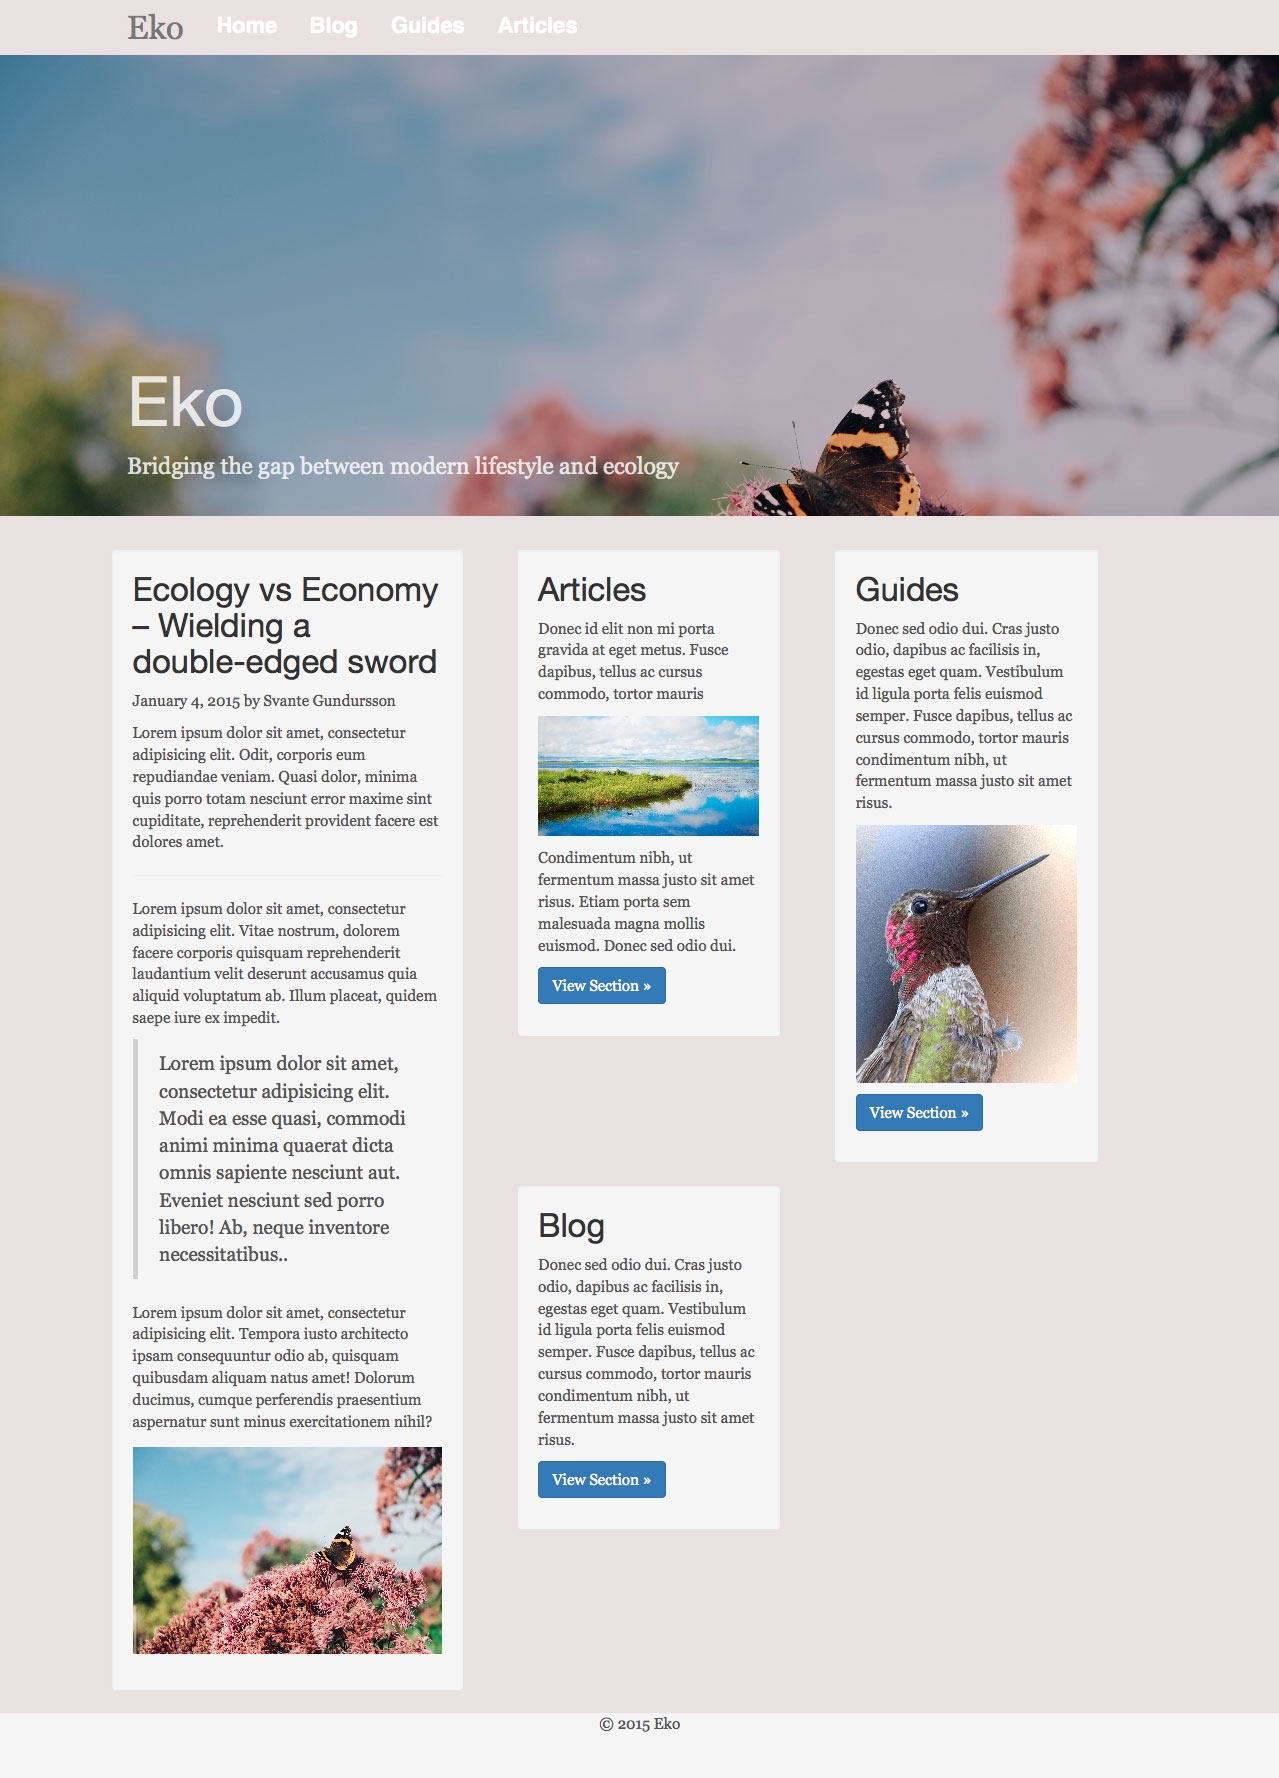 Eko Home Blog Guides Articles
Eko
Bridging the gap between modern lifestyle and ecology
Ecology vs Economy
– Wielding a
double-edged sword
January 4, 2015 by Svante Gundursson
Lorem ipsum dolor sit amet, consectetur
adipisicing elit. Odit, corporis eum
repudiandae veniam. Quasi dolor, minima
quis porro totam nesciunt error maxime sint
cupiditate, reprehenderit provident facere est
dolores amet.
Lorem ipsum dolor sit amet, consectetur
adipisicing elit. Vitae nostrum, dolorem
facere corporis quisquam reprehenderit
laudantium velit deserunt accusamus quia
aliquid voluptatum ab. Illum placeat, quidem
saepe iure ex impedit.
Lorem ipsum dolor sit amet,
consectetur adipisicing elit.
Modi ea esse quasi, commodi
animi minima quaerat dicta
omnis sapiente nesciunt aut.
Eveniet nesciunt sed porro
libero! Ab, neque inventore
necessitatibus..
Lorem ipsum dolor sit amet, consectetur
adipisicing elit. Tempora iusto architecto
ipsam consequuntur odio ab, quisquam
quibusdam aliquam natus amet! Dolorum
ducimus, cumque perferendis praesentium
aspernatur sunt minus exercitationem nihil?
Articles
Donec id elit non mi porta
gravida at eget metus. Fusce
dapibus, tellus ac cursus
commodo, tortor mauris
Condimentum nibh, ut
fermentum massa justo sit amet
risus. Etiam porta sem
malesuada magna mollis
euismod. Donec sed odio dui.
View Section »
Guides
Donec sed odio dui. Cras justo
odio, dapibus ac facilisis in,
egestas eget quam. Vestibulum
id ligula porta felis euismod
semper. Fusce dapibus, tellus ac
cursus commodo, tortor mauris
condimentum nibh, ut
fermentum massa justo sit amet
risus.
View Section »
Blog
Donec sed odio dui. Cras justo
odio, dapibus ac facilisis in,
egestas eget quam. Vestibulum
id ligula porta felis euismod
semper. Fusce dapibus, tellus ac
cursus commodo, tortor mauris
condimentum nibh, ut
fermentum massa justo sit amet
risus.
View Section »
© 2015 Eko